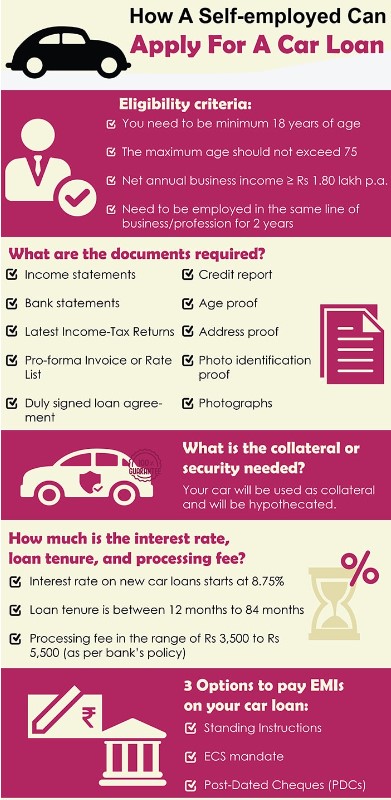 How A Self-employed Can
Apply For A Car Loan
Eligibility criteria:
You need to be minimum 18 years of age
The maximum age should not exceed 75
Net annual business income ≥ Rs 1.80 lakh p.a.
Need to be employed in the same line of
business/profession for 2 years
What are the documents required?
Income statements
Bank statements
Latest Income-Tax Returns
Pro-forma Invoice or Rate
List
Duly signed loan agree-
ment
Credit report
Age proof
Address proof
Photo identification
proof
Photographs
GUARANTEE
What is the collateral or
security needed?
Your car will be used as collateral
and will be hypothecated.
How much is the interest rate,
loan tenure, and processing fee?
Interest rate on new car loans starts at 8.75%
Loan tenure is between 12 months to 84 months
Processing fee in the range of Rs 3,500 to Rs
5,500 (as per bank's policy)
%
₹
3 Options to pay EMIs
on your car loan:
Standing Instructions
ECS mandate
Post-Dated Cheques (PDCs)